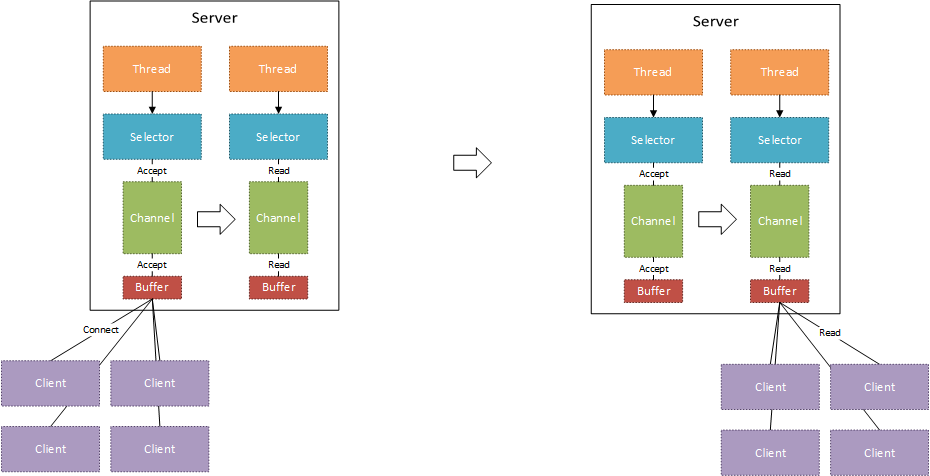 Server
Thread
Thread
Selector
Selector
Accept
Read
Channel
Channel
Accept
Read
Buffer
Buffer
Connect
Client
Client
Client
Client
Server
Thread
Thread
Selector
Selector
Accept
Read
Channel
Channel
Accept
Read
Buffer
Buffer
Read
Client
Client
Client
Client